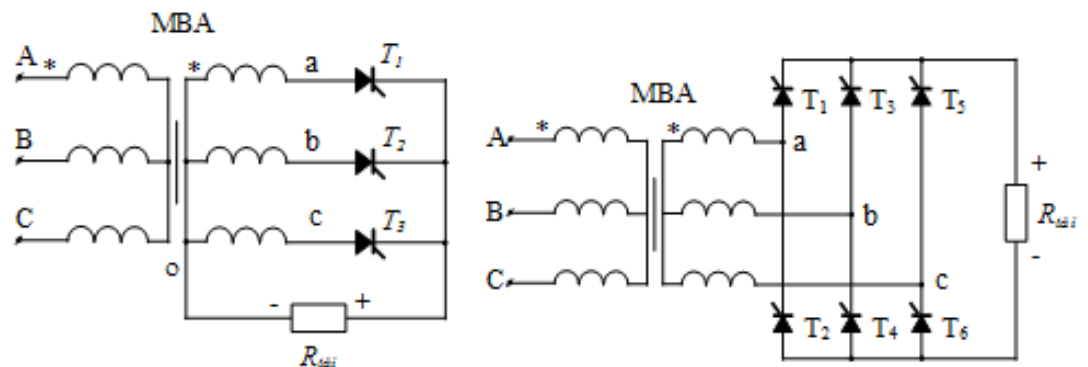 MBA
A * * a T1
B b T2
C c T3
o
- +
Rtải
MBA
A * * a
B b
C c
T1 T3 T5
T2 T4 T6
+
Rtải
-